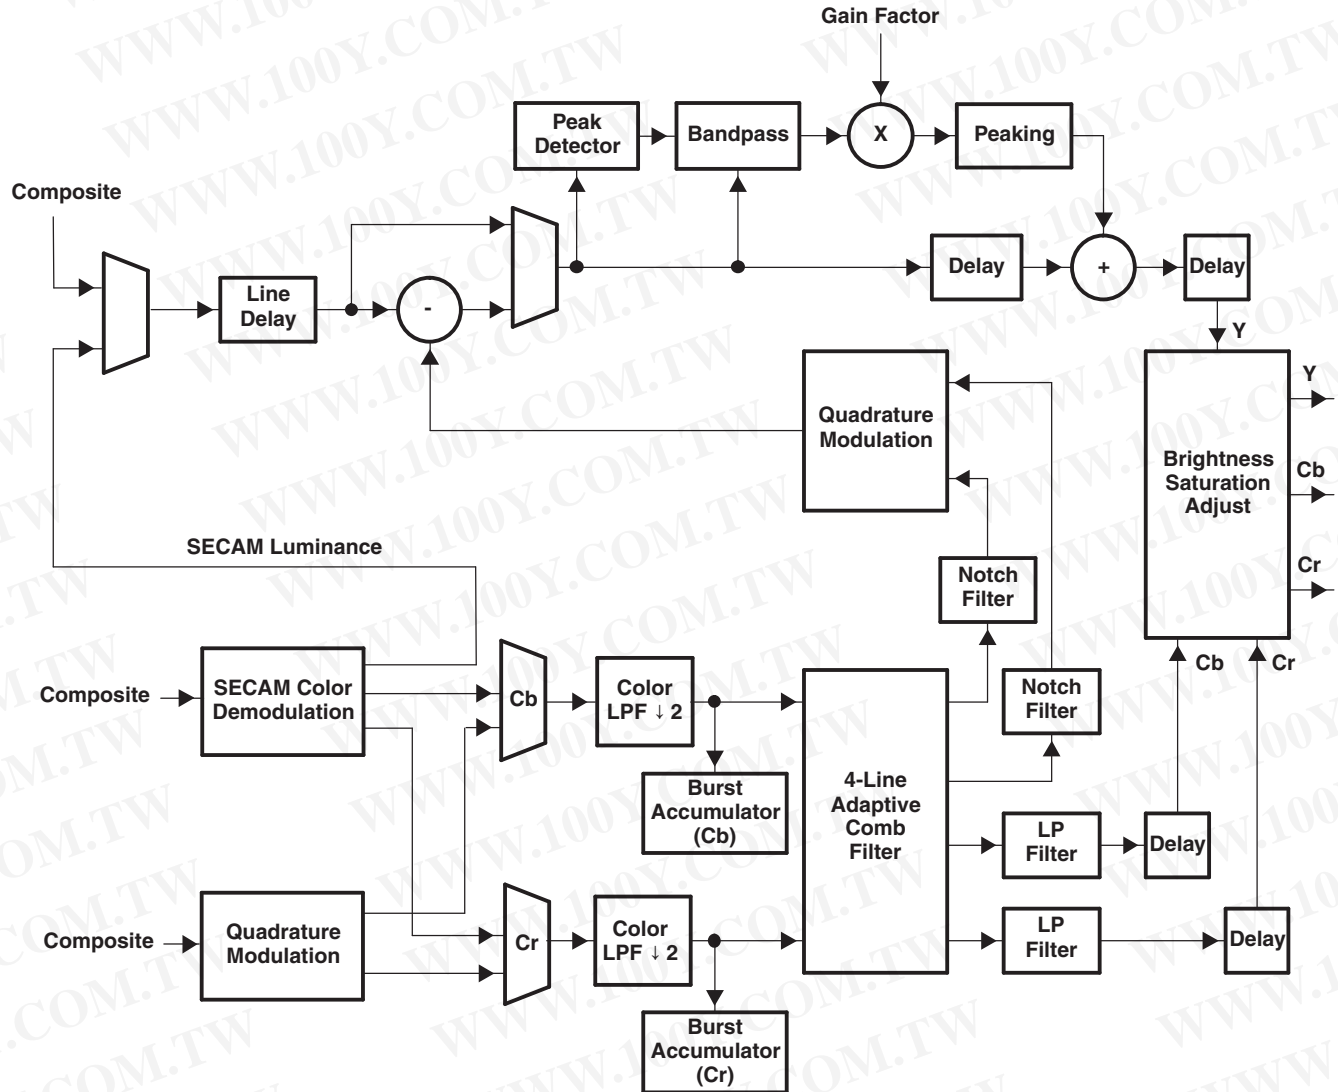 Gain Factor
Peak
Detector
Bandpass
X
Peaking
Composite
Line
Delay
-
Delay
+
Delay
Y
Quadrature
Modulation
Brightness
Saturation
Adjust
Y
Cb
Cr
SECAM Luminance
Notch
Filter
Composite
SECAM Color
Demodulation
Cb
Color
LPF ↓ 2
Notch
Filter
Cb
Cr
Burst
Accumulator
(Cb)
4-Line
Adaptive
Comb
Filter
LP
Filter
Delay
Composite
Quadrature
Modulation
Cr
Color
LPF ↓ 2
LP
Filter
Delay
Burst
Accumulator
(Cr)
WWW.100Y.COM.TW